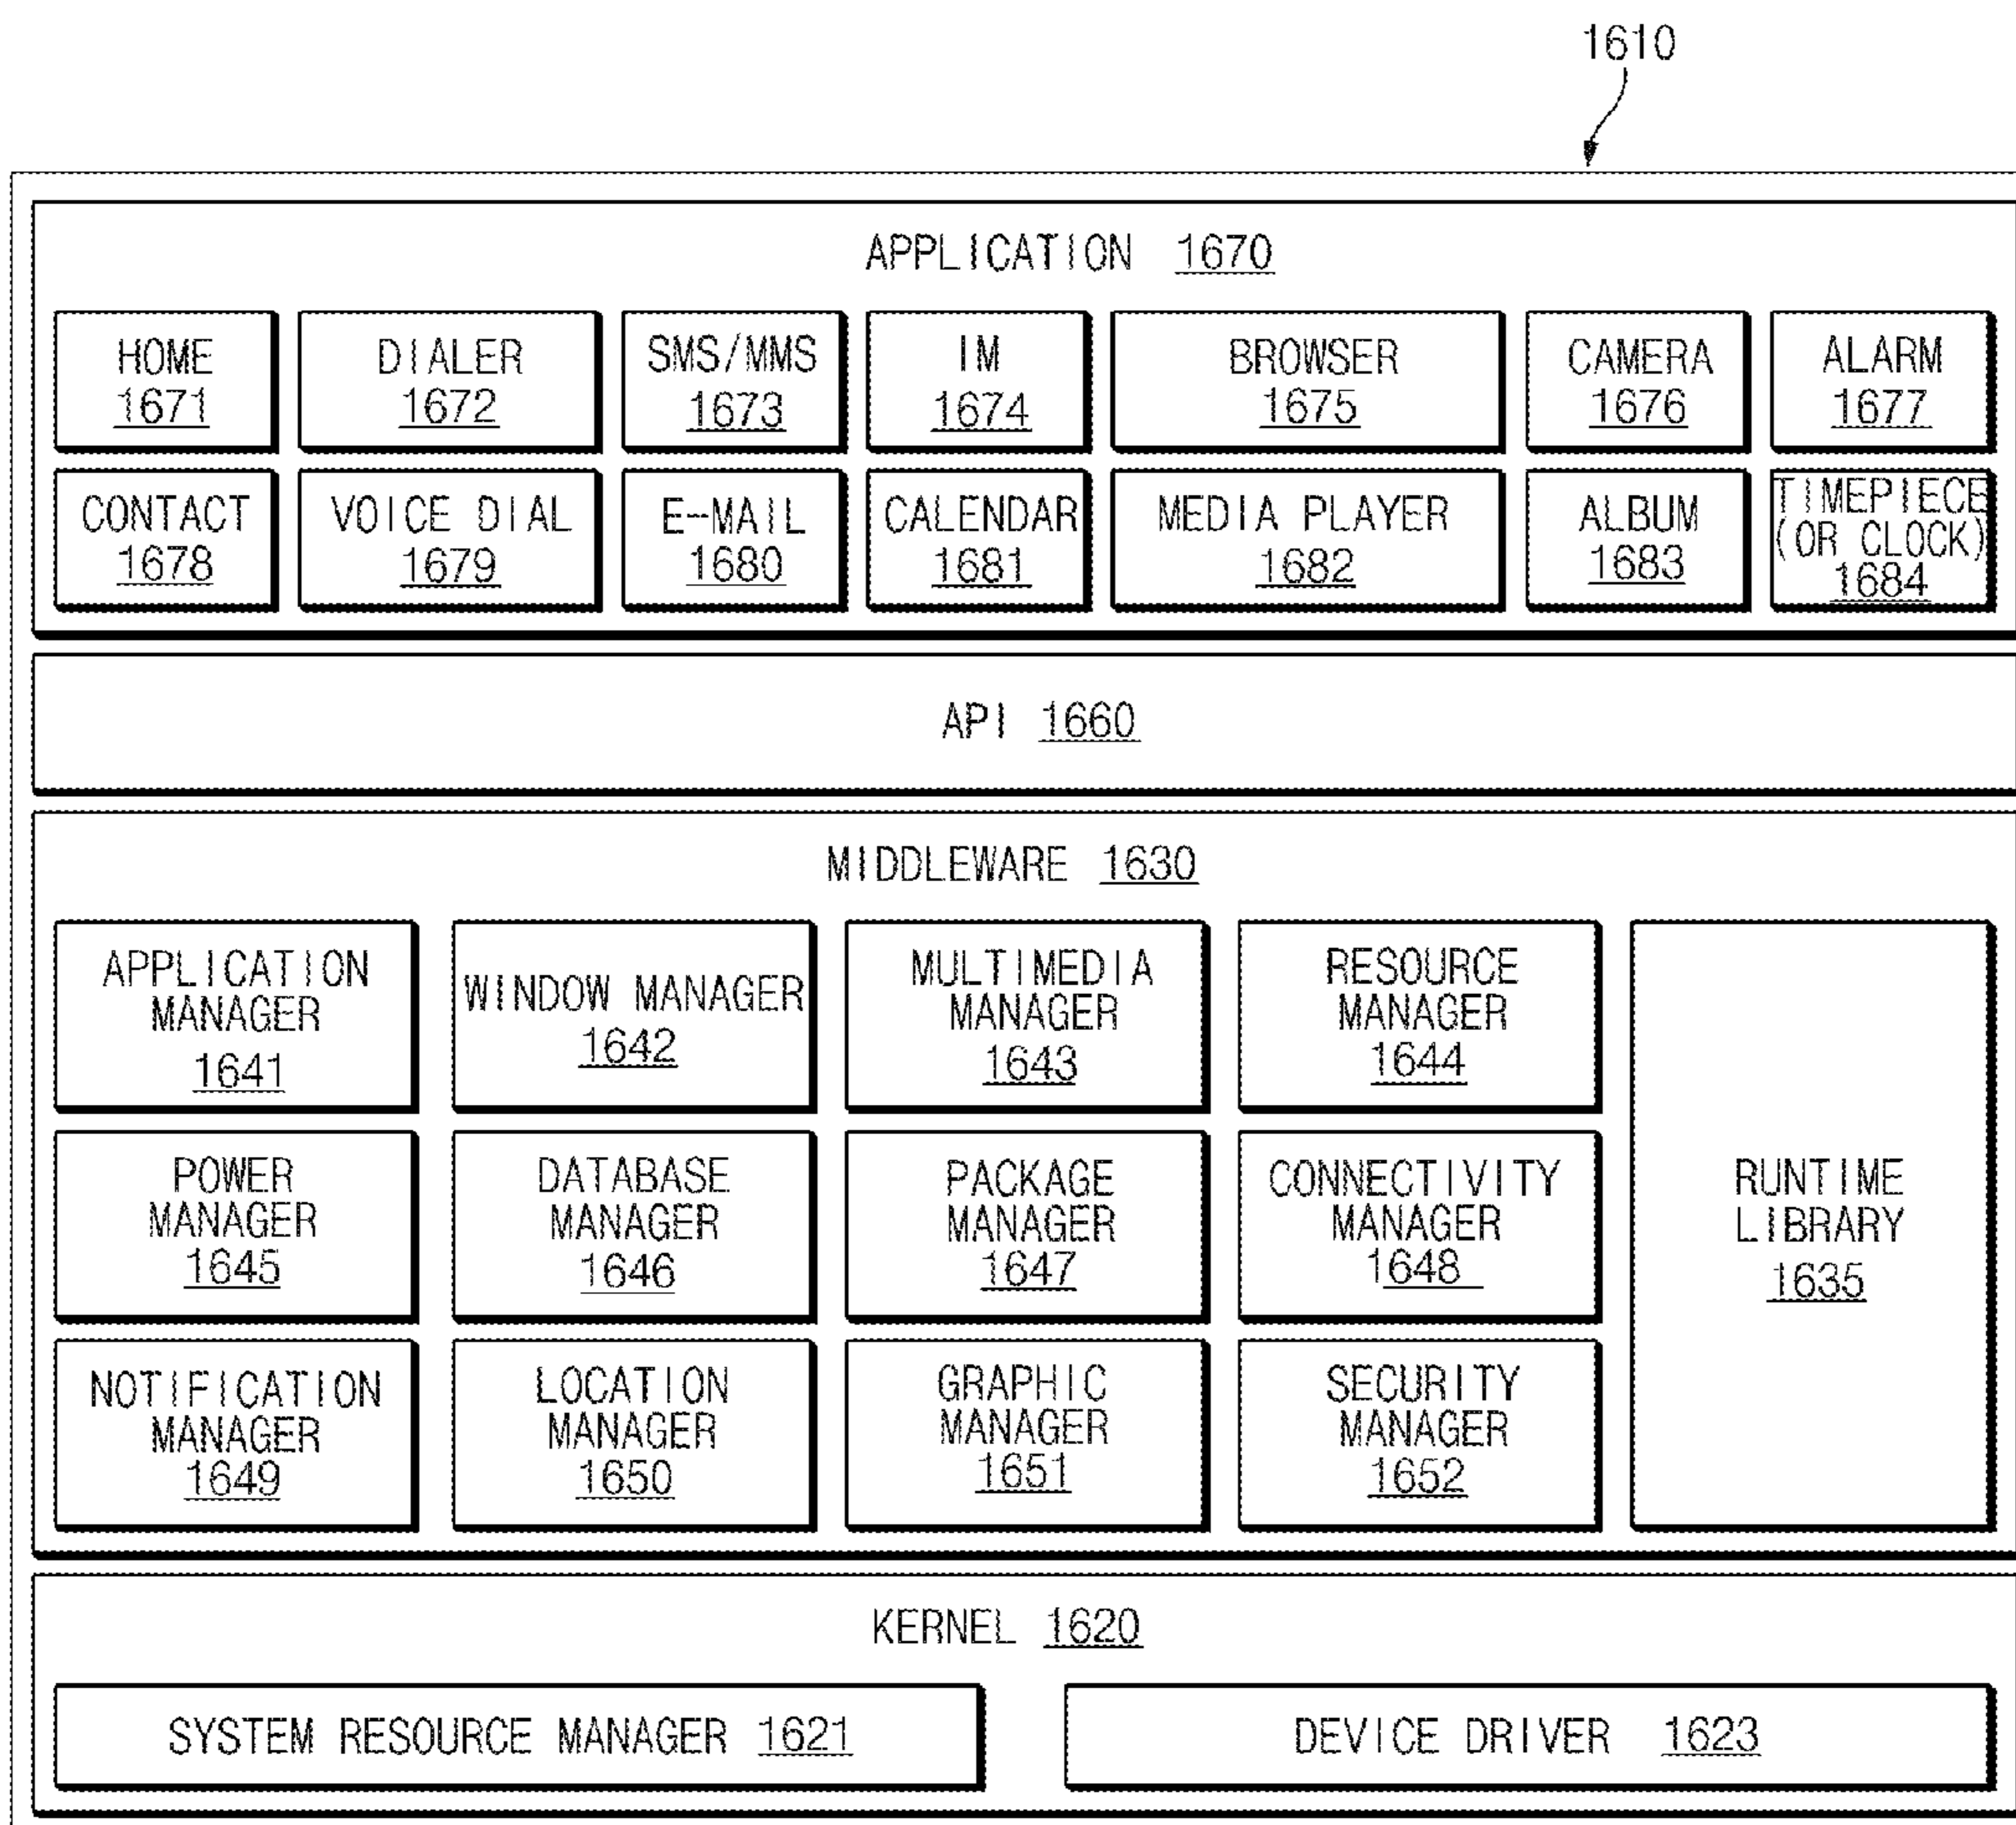 1610
APPLICATION 1670
HOME
1671
DIALER
1672
SMS/MMS
1673
IM
1674
BROWSER
1675
CAMERA
1676
ALARM
1677
CONTACT
1678
VOICE DIAL
1679
E-MAIL
1680
CALENDAR
1681
MEDIA PLAYER
1682
ALBUM
1683
TIMEPIECE
(OR CLOCK)
1684
API 1660
MIDDLEWARE 1630
APPLICATION
MANAGER
1641
WINDOW MANAGER
1642
MULTIMEDIA
MANAGER
1643
RESOURCE
MANAGER
1644
POWER
MANAGER
1645
DATABASE
MANAGER
1646
PACKAGE
MANAGER
1647
CONNECTIVITY
MANAGER
1648
NOTIFICATION
MANAGER
1649
LOCATION
MANAGER
1650
GRAPHIC
MANAGER
1651
SECURITY
MANAGER
1652
RUNTIME
LIBRARY
1635
KERNEL 1620
SYSTEM RESOURCE MANAGER 1621
DEVICE DRIVER 1623